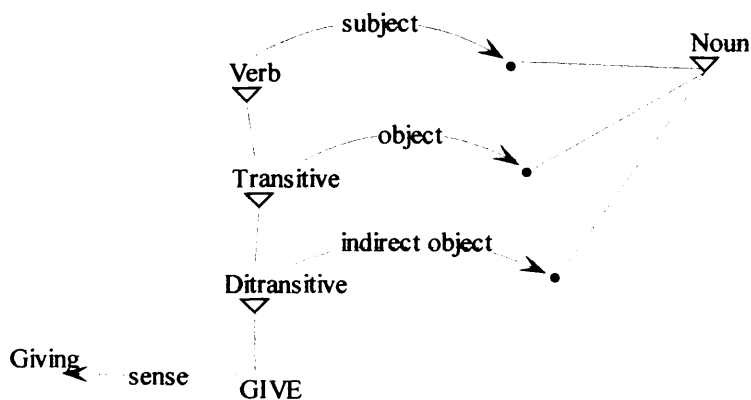 subject
Noun
Verb
object
Transitive
indirect object
Ditransitive
Giving
sense
GIVE